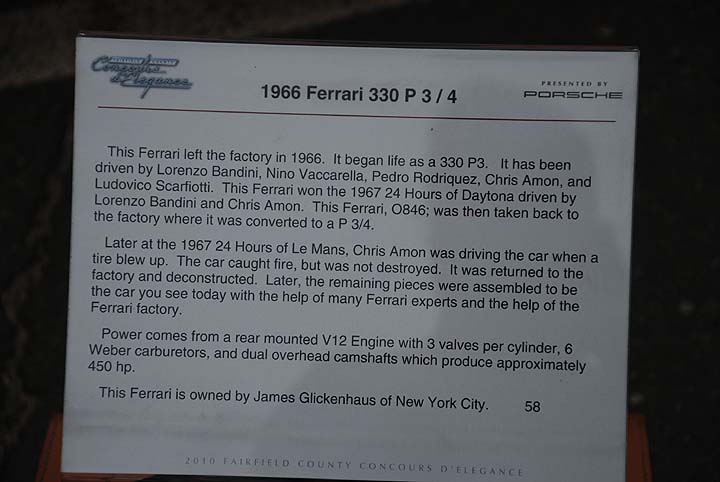 FAIRFIELD COUNTY
Concours
d'Elegance
1966 Ferrari 330 P 3 / 4
PRESENTED BY
PORSCHE
This Ferrari left the factory in 1966. It began life as a 330 P3. It has been
driven by Lorenzo Bandini, Nino Vaccarella, Pedro Rodriquez, Chris Amon, and
Ludovico Scarfiotti. This Ferrari won the 1967 24 Hours of Daytona driven by
Lorenzo Bandini and Chris Amon. This Ferrari, O846; was then taken back to
the factory where it was converted to a P 3/4.
Later at the 1967 24 Hours of Le Mans, Chris Amon was driving the car when a
tire blew up. The car caught fire, but was not destroyed. It was returned to the
factory and deconstructed. Later, the remaining pieces were assembled to be
the car you see today with the help of many Ferrari experts and the help of the
Ferrari factory.
Power comes from a rear mounted V12 Engine with 3 valves per cylinder, 6
Weber carburetors, and dual overhead camshafts which produce approximately
450 hp.
This Ferrari is owned by James Glickenhaus of New York City. 58
2010 FAIRFIELD COUNTY CONCOURS D'ELEGANCE